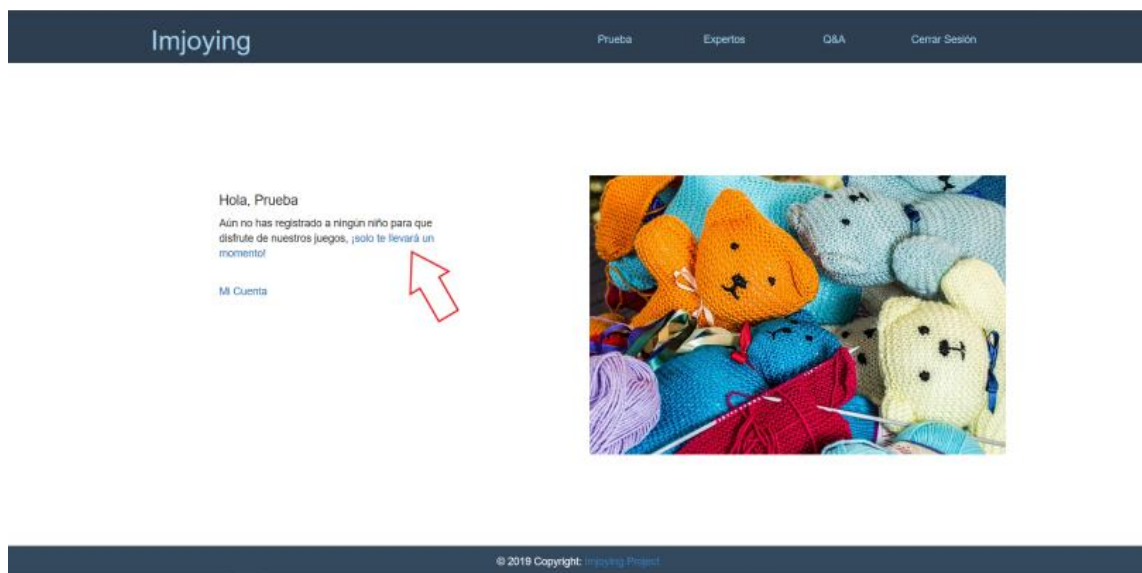 Imjoying
Prueba
Expertos
Q&A
Cerrar Sesión
Hola, Prueba
Aún no has registrado a ningún niño para que
disfrute de nuestros juegos, ¡solo te llevará un
momento!
Mi Cuenta
© 2019 Copyright: Imjoying Project